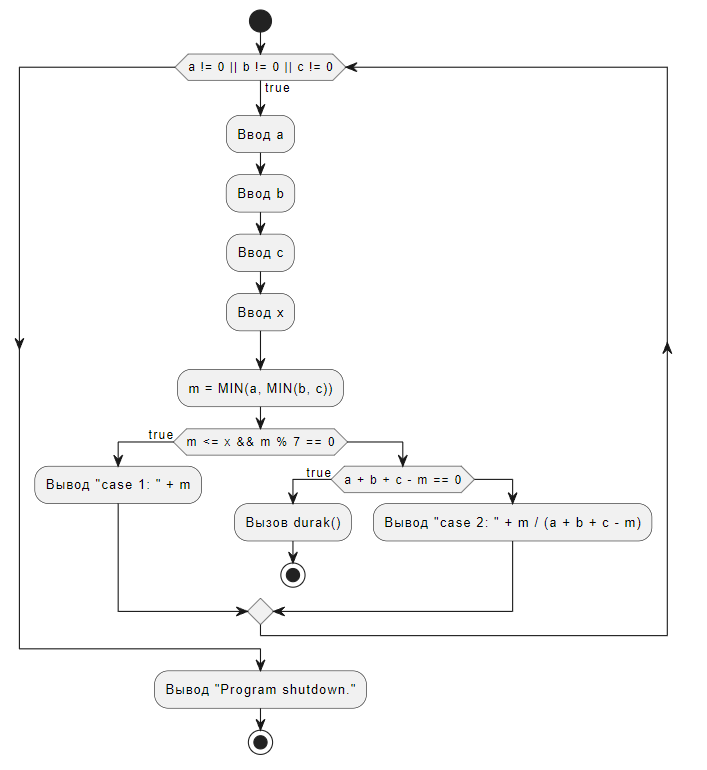 a != 0 || b != 0 || c != 0
true
Ввод a
Ввод b
Ввод c
Ввод x
m = MIN(a, MIN(b, c))
true
m <= x && m % 7 == 0
Вывод "case 1: " + m
true
a + b + c - m == 0
Вызов durak()
Вывод "case 2: " + m / (a + b + c - m)
Вывод "Program shutdown."